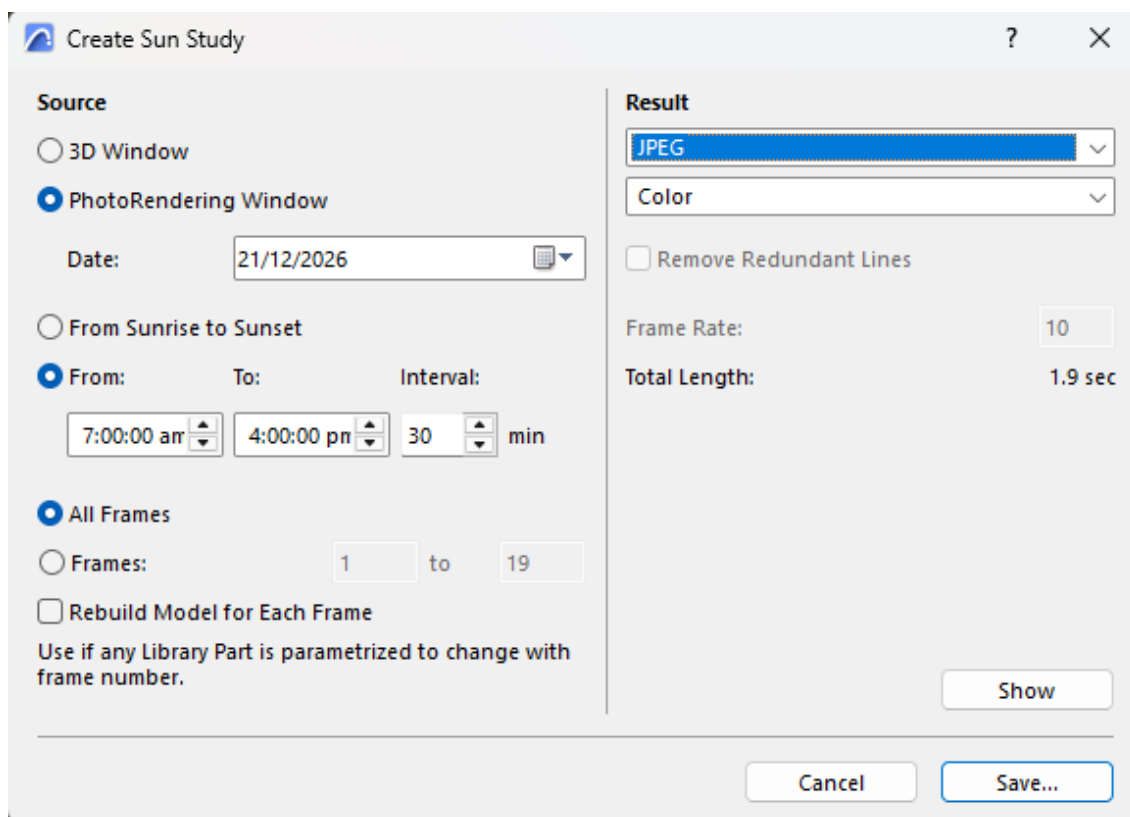 Create Sun Study
?
Source
3D Window
PhotoRendering Window
Date:
21/12/2026
From Sunrise to Sunset
From:
To:
Interval:
7:00:00 am
4:00:00 pm
30
min
All Frames
Frames:
1
to
19
Rebuild Model for Each Frame
Use if any Library Part is parametrized to change with
frame number.
Result
JPEG
Color
Remove Redundant Lines
Frame Rate:
10
Total Length:
1.9 sec
Show
Cancel
Save...